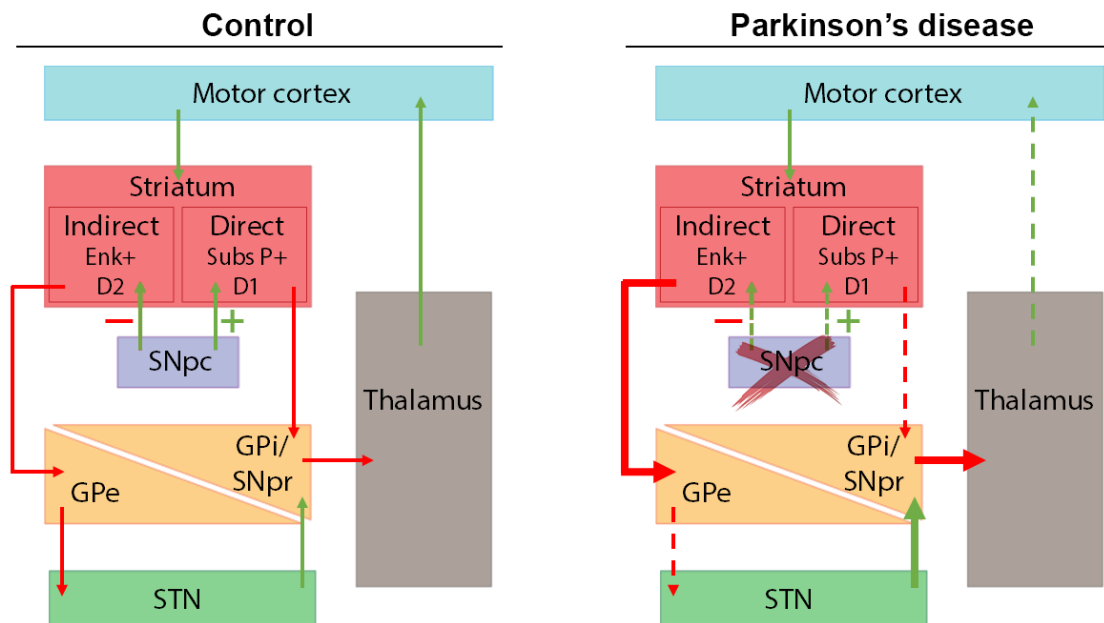 Control
Motor cortex
Striatum
Indirect
Enk+
D2
Direct
Subs P+
D1
− +
SNpc
Thalamus
GPi/
SNpr
GPe
STN
Parkinson’s disease
Motor cortex
Striatum
Indirect
Enk+
D2
Direct
Subs P+
D1
− +
SNpc
Thalamus
GPi/
SNpr
GPe
STN